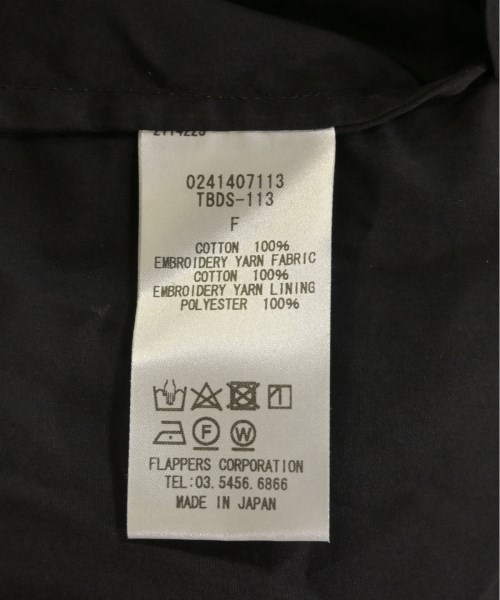 0241407113
TBDS-113
F
COTTON 100%
EMBROIDERY YARN FABRIC
COTTON 100%
EMBROIDERY YARN LINING
POLYESTER 100%
F W
FLAPPERS CORPORATION
TEL:03.5456.6866
MADE IN JAPAN